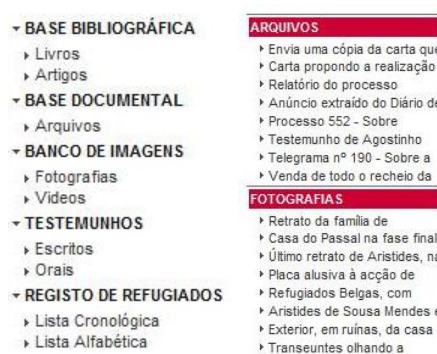 BASE BIBLIOGRÁFICA
Livros
Artigos
BASE DOCUMENTAL
Arquivos
BANCO DE IMAGENS
Fotografias
Videos
TESTEMUNHOS
Escritos
Orais
REGISTO DE REFUGIADOS
Lista Cronológica
Lista Alfabética
ARQUIVOS
Envia uma cópia da carta que
Carta propondo a realização
Relatório do processo
Anúncio extraído do Diário de
Processo 552 - Sobre
Testemunho de Agostinho
Telegrama nº 190 - Sobre a
Venda de todo o recheio da
FOTOGRAFIAS
Retrato da família de
Casa do Passal na fase final
Último retrato de Aristides, na
Placa alusiva à acção de
Refugiados Belgas, com
Aristides de Sousa Mendes e
Exterior, em ruínas, da casa
Transeuntes olhando a